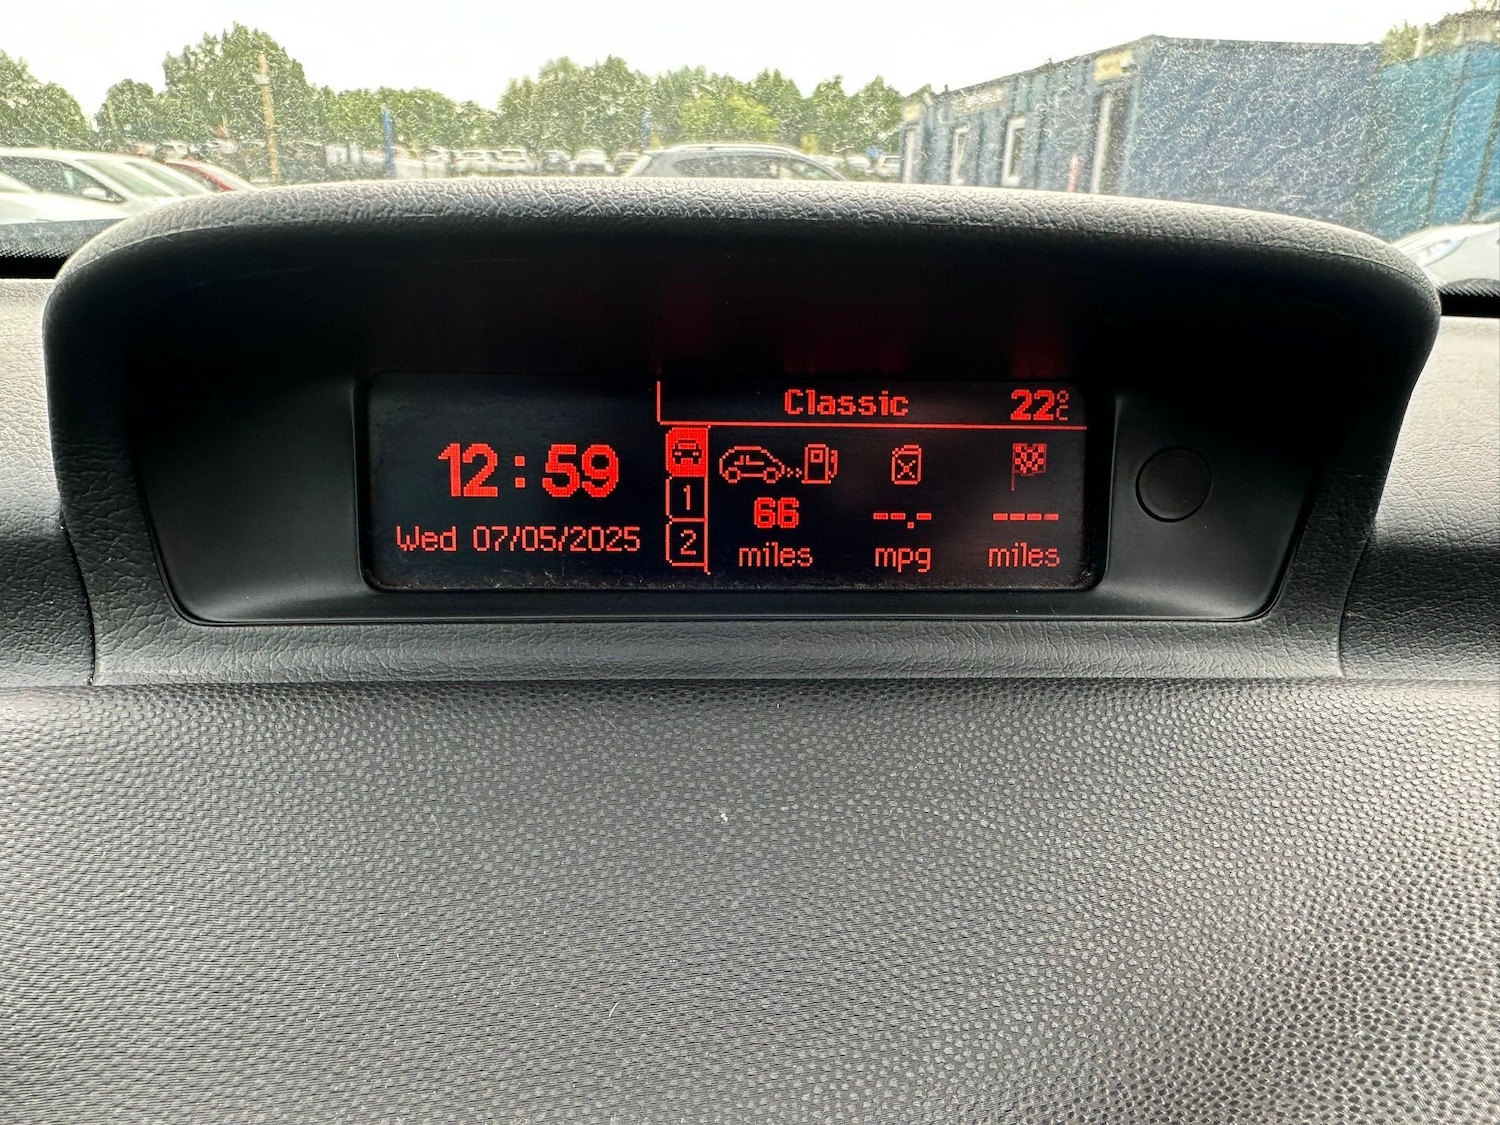 Classic 22°C
12:59
Wed 07/05/2025
1
2
66 --.- ----
miles mpg miles